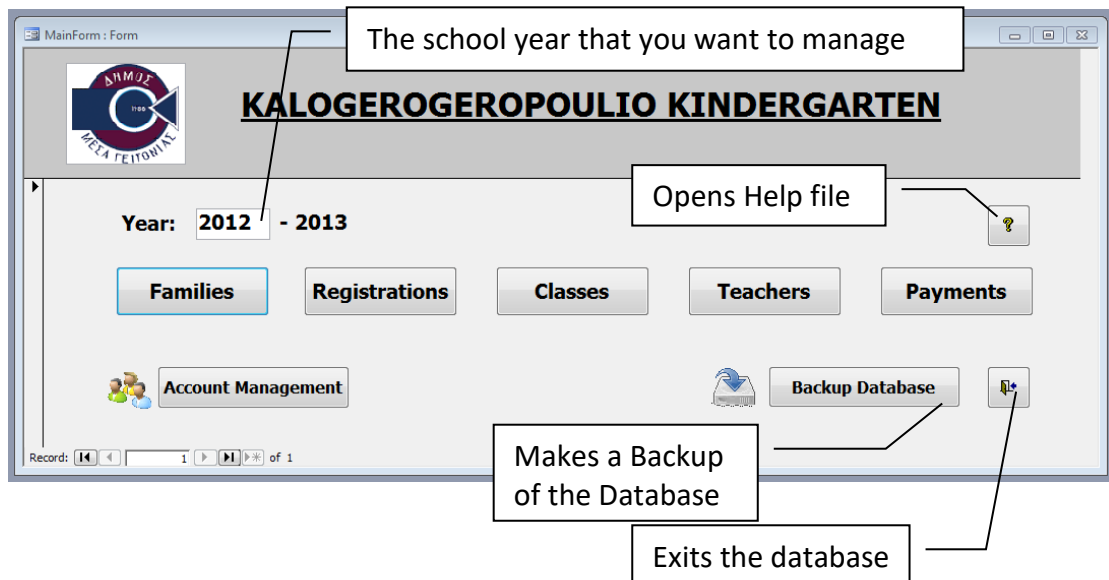 MainForm : Form
The school year that you want to manage
ΔΗΜΟΣ
1986
ΜΕΣΑ ΓΕΙΤΟΝΙΑΣ
KALOGEROGEROPOULIO KINDERGARTEN
Opens Help file
Year: 2012 - 2013
?
Families Registrations Classes Teachers Payments
Account Management Backup Database
Record: 1 of 1
Makes a Backup
of the Database
Exits the database